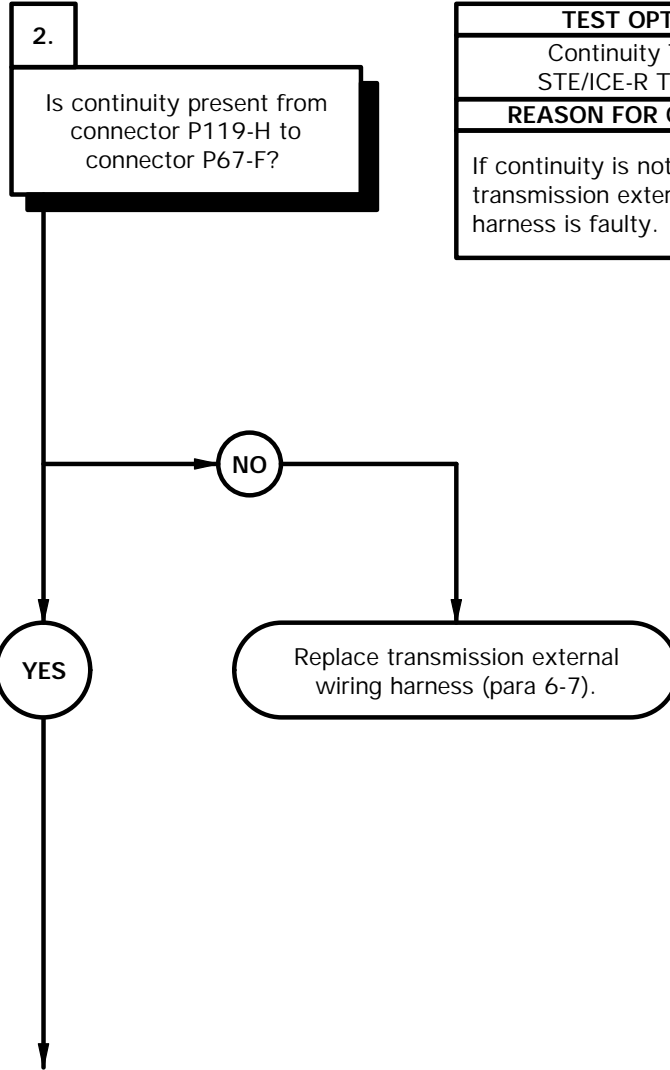 2.
Is continuity present from
connector P119-H to
connector P67-F?
TEST OPT
Continuity
STE/ICE-R T
REASON FOR
If continuity is not
transmission exter
harness is faulty.
NO
YES
Replace transmission external
wiring harness (para 6-7).